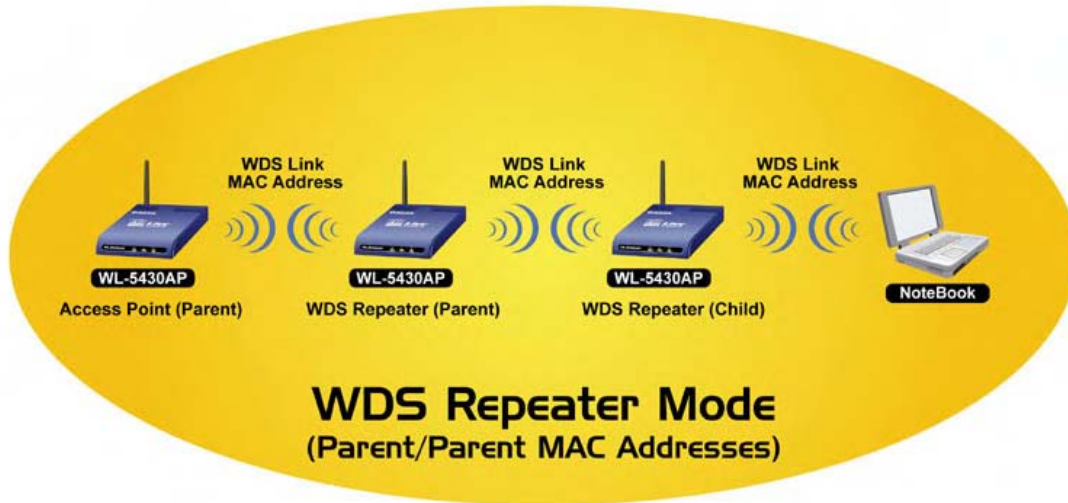 WDS Link
MAC Address
WDS Link
MAC Address
WDS Link
MAC Address
WL-5430AP
WL-5430AP
WL-5430AP
NoteBook
Access Point (Parent)
WDS Repeater (Parent)
WDS Repeater (Child)
WDS Repeater Mode
(Parent/Parent MAC Addresses)